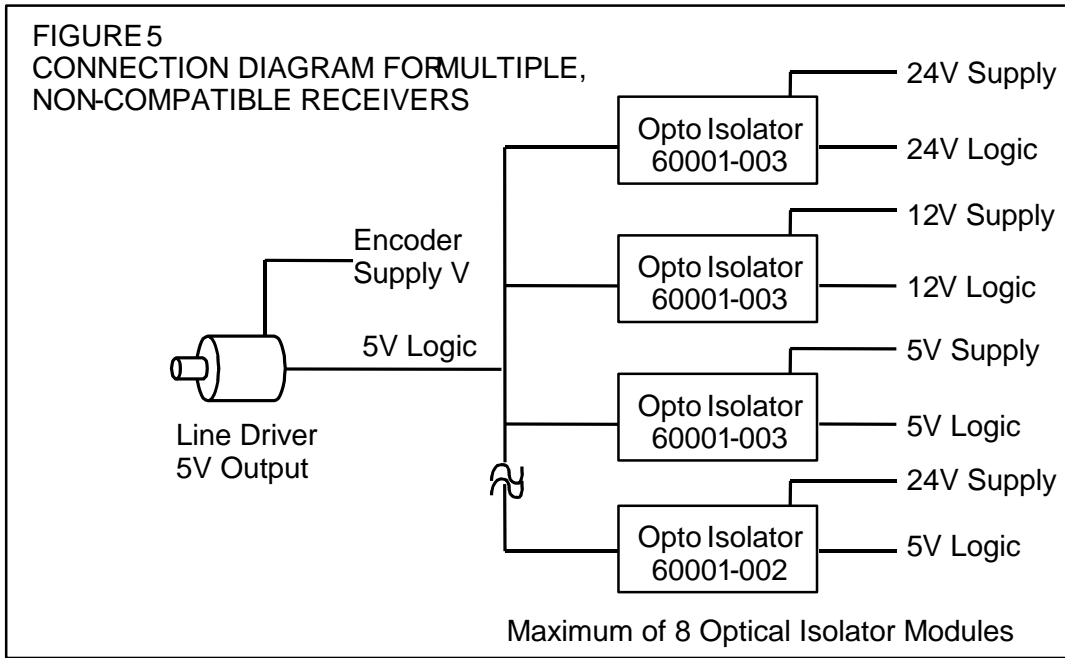 FIGURE 5
CONNECTION DIAGRAM FOR MULTIPLE,
NON-COMPATIBLE RECEIVERS
Encoder
Supply V
5V Logic
Line Driver
5V Output
Opto Isolator
60001-003
24V Supply
24V Logic
Opto Isolator
60001-003
12V Supply
12V Logic
Opto Isolator
60001-003
5V Supply
5V Logic
Opto Isolator
60001-002
24V Supply
5V Logic
Maximum of 8 Optical Isolator Modules